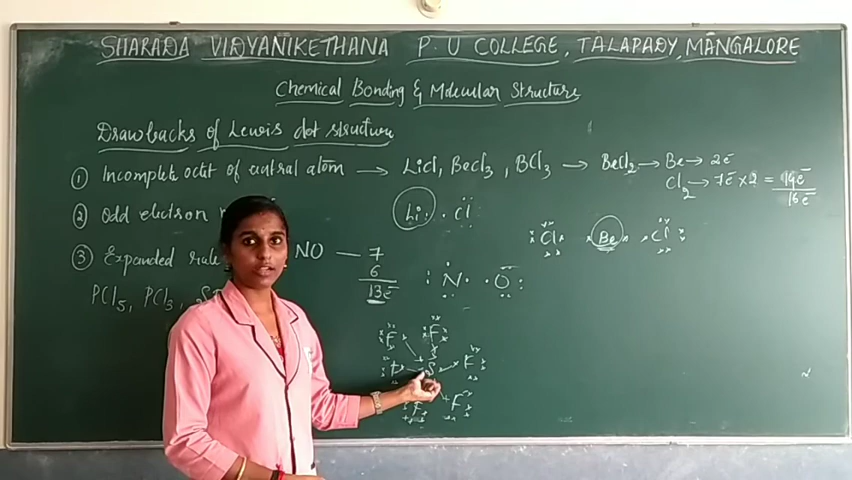 SHARADA VIDYANIKETHANA P. U COLLEGE, TALAPADY, MANGALORE
Chemical Bonding & Molecular Structure
Drawbacks of Lewis dot structure
① Incomplete octet of central atom → LiCl, BeCl3, BCl3 → BeCl2 → Be → 2e-
Cl2 → 7e- x 2 = 14e-
16e-
② Odd electron
Li Cl
Cl Be Cl
③ Expanded rule NO — 7
6
13e-
N O
PCl5, PCl3, S
F F
F S F
F F